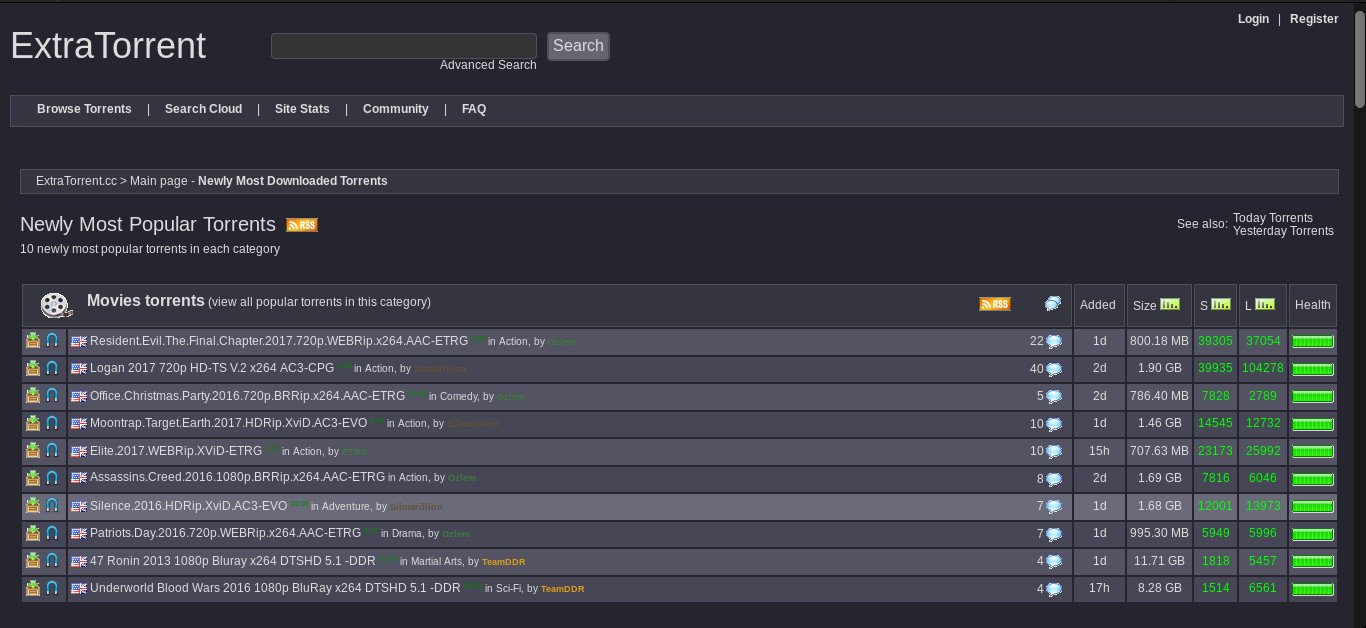 Login | Register
ExtraTorrent
Search
Advanced Search
Browse Torrents | Search Cloud | Site Stats | Community | FAQ
ExtraTorrent.cc > Main page - Newly Most Downloaded Torrents
Newly Most Popular Torrents RSS
See also: Today Torrents
Yesterday Torrents
10 newly most popular torrents in each category
Movies torrents (view all popular torrents in this category) RSS Added Size S L Health
Resident.Evil.The.Final.Chapter.2017.720p.WEBRip.x264.AAC-ETRG in Action, by Ozlem 22 1d 800.18 MB 39305 37054
Logan 2017 720p HD-TS V.2 x264 AC3-CPG in Action, by Silmarillion 40 2d 1.90 GB 39935 104278
Office.Christmas.Party.2016.720p.BRRip.x264.AAC-ETRG in Comedy, by Ozlem 5 2d 786.40 MB 7828 2789
Moontrap.Target.Earth.2017.HDRip.XviD.AC3-EVO in Action, by Silmarillion 10 1d 1.46 GB 14545 12732
Elite.2017.WEBRip.XViD-ETRG in Action, by ETRG 10 15h 707.63 MB 23173 25992
Assassins.Creed.2016.1080p.BRRip.x264.AAC-ETRG in Action, by Ozlem 8 2d 1.69 GB 7816 6046
Silence.2016.HDRip.XviD.AC3-EVO in Adventure, by Silmarillion 7 1d 1.68 GB 12001 13973
Patriots.Day.2016.720p.WEBRip.x264.AAC-ETRG in Drama, by Ozlem 7 1d 995.30 MB 5949 5996
47 Ronin 2013 1080p Bluray x264 DTSHD 5.1 -DDR in Martial Arts, by TeamDDR 4 1d 11.71 GB 1818 5457
Underworld Blood Wars 2016 1080p BluRay x264 DTSHD 5.1 -DDR in Sci-Fi, by TeamDDR 4 17h 8.28 GB 1514 6561